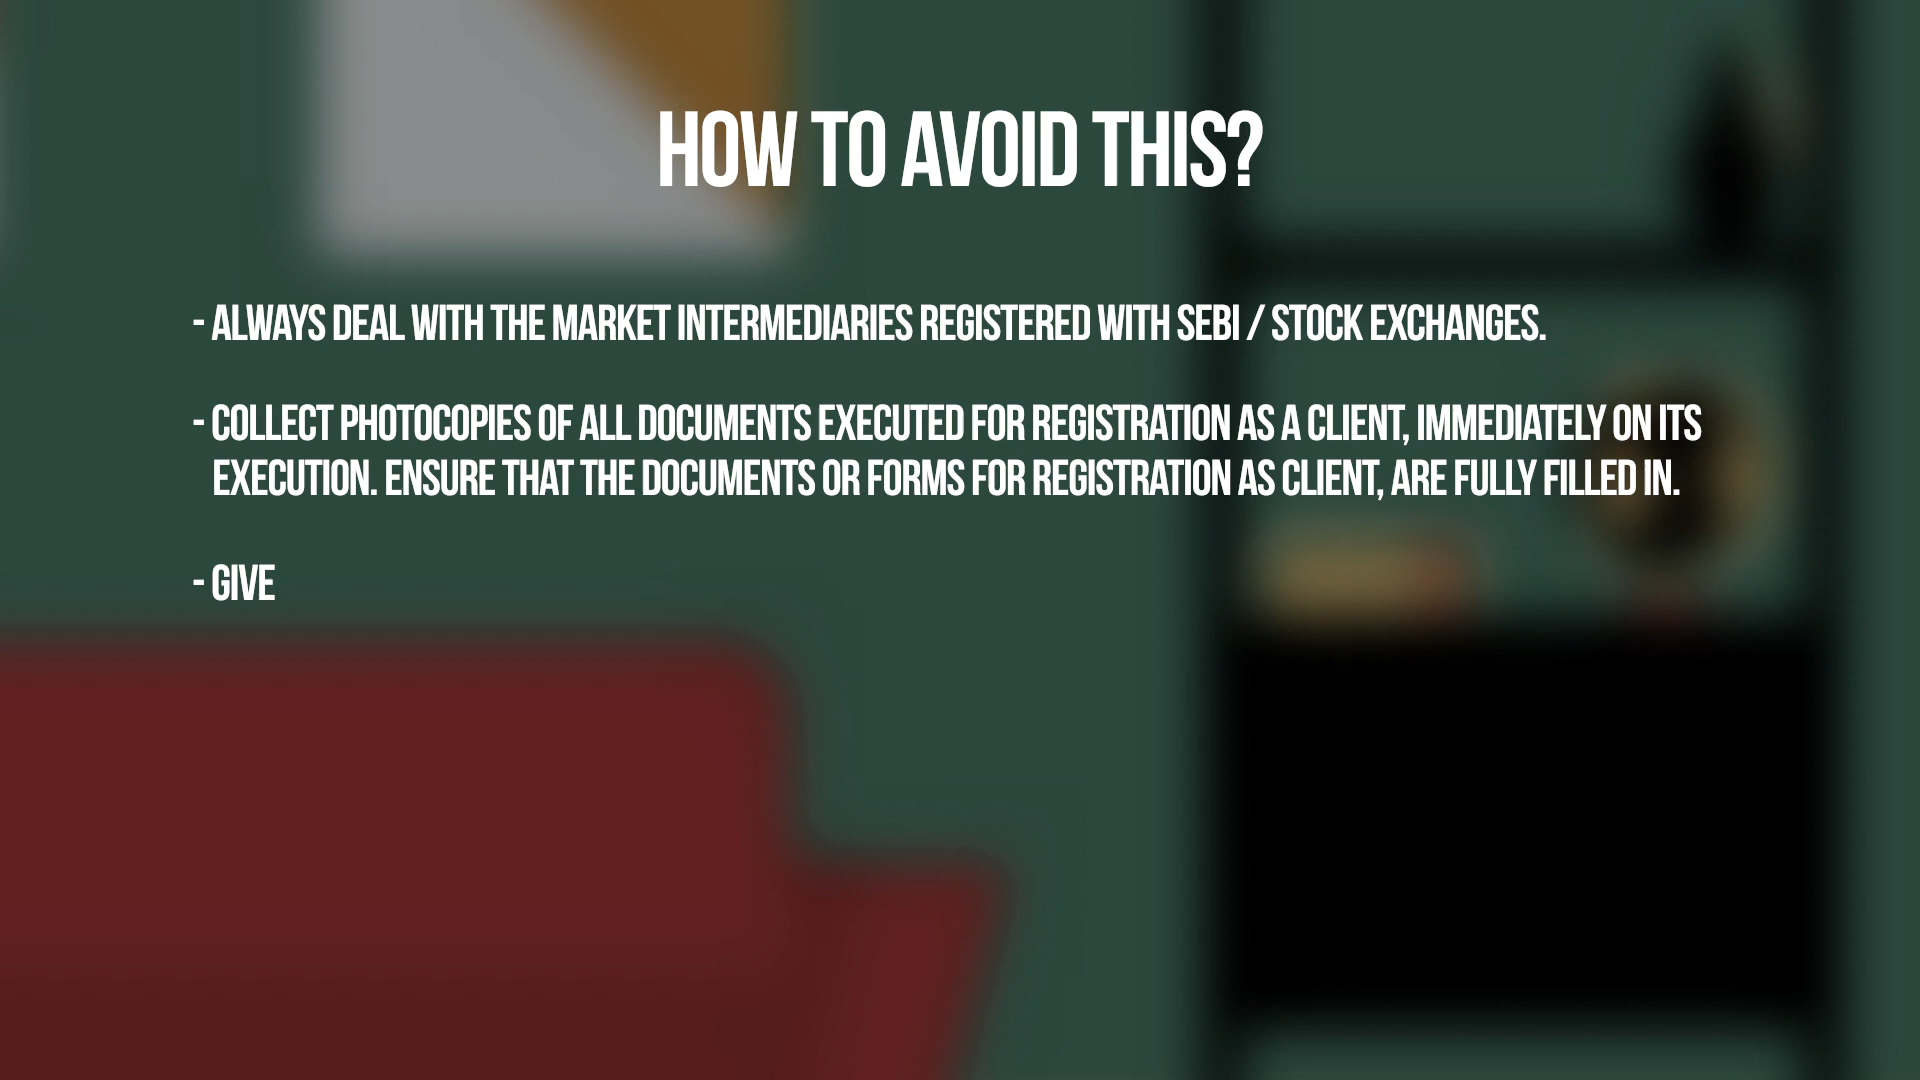 HOW TO AVOID THIS?
- ALWAYS DEAL WITH THE MARKET INTERMEDIARIES REGISTERED WITH SEBI / STOCK EXCHANGES.
- COLLECT PHOTOCOPIES OF ALL DOCUMENTS EXECUTED FOR REGISTRATION AS A CLIENT, IMMEDIATELY ON ITS
EXECUTION. ENSURE THAT THE DOCUMENTS OR FORMS FOR REGISTRATION AS CLIENT, ARE FULLY FILLED IN.
- GIVE